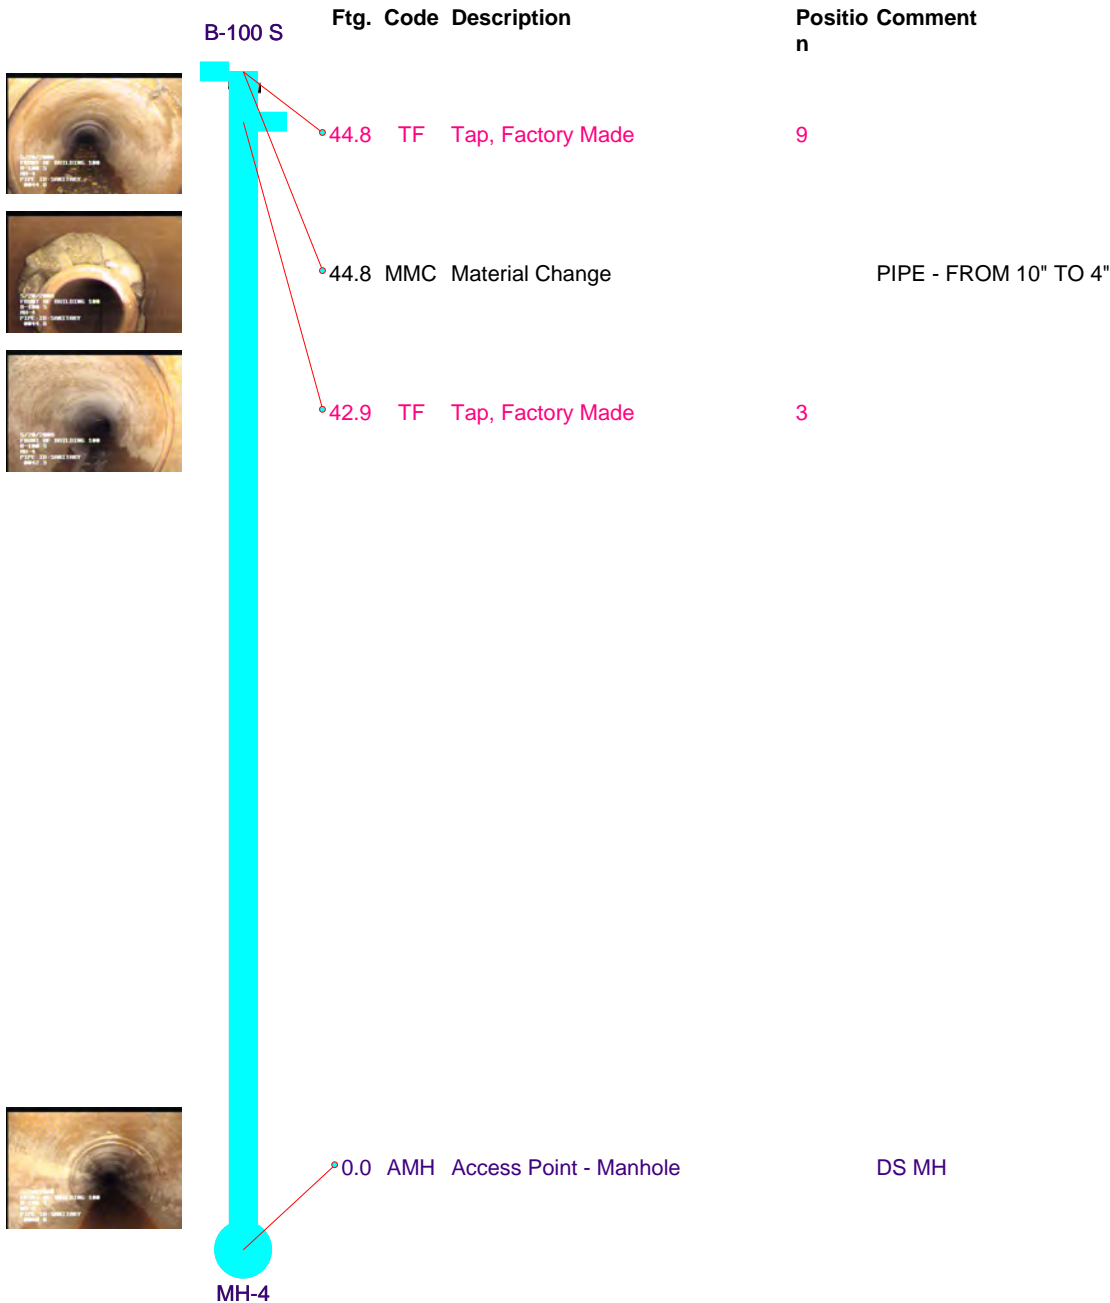 B-100 S
Ftg. Code Description Positio Comment
n
44.8 TF Tap, Factory Made 9
44.8 MMC Material Change PIPE - FROM 10" TO 4"
42.9 TF Tap, Factory Made 3
0.0 AMH Access Point - Manhole DS MH
MH-4